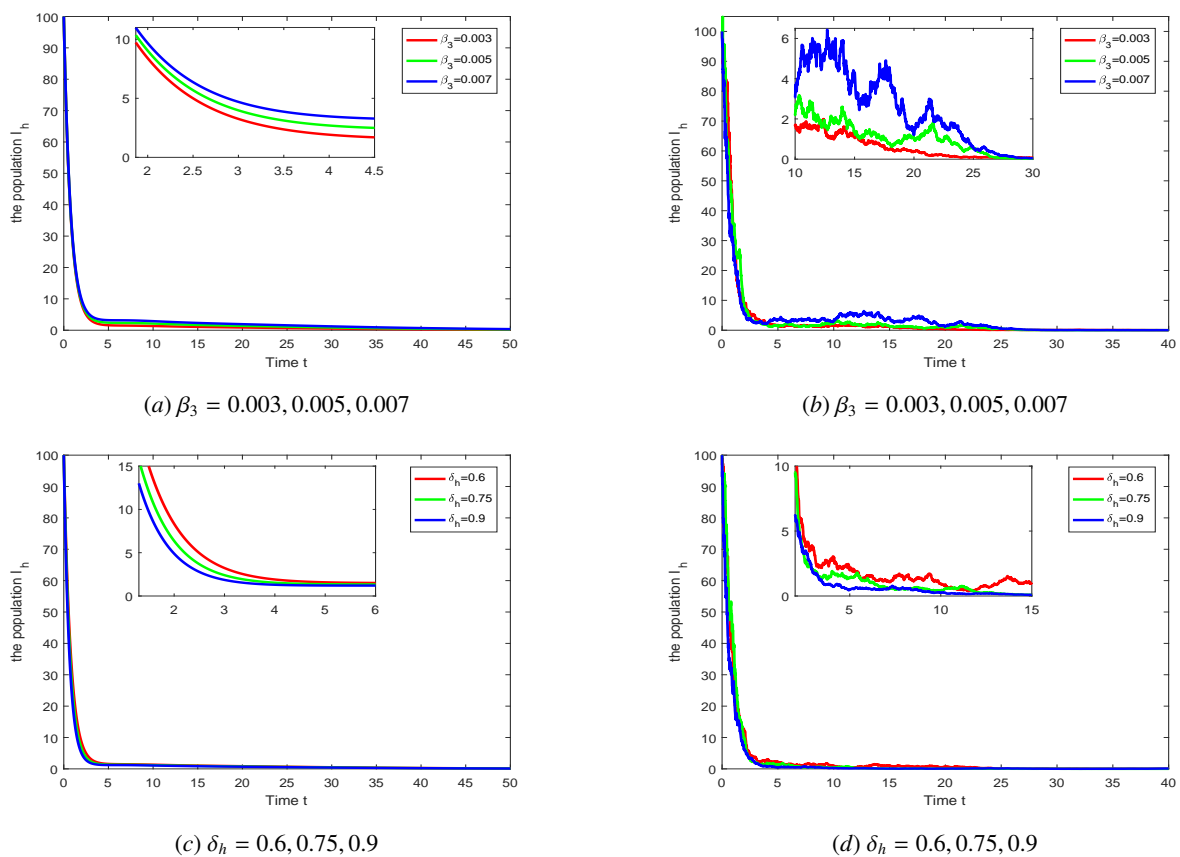 the population I_h
100
90
80
70
60
50
40
30
20
10
0
0 5 10 15 20 25 30 35 40 45 50
Time t
10
5
0
2 2.5 3 3.5 4 4.5
β_3=0.003
β_3=0.005
β_3=0.007
(a) β3 = 0.003, 0.005, 0.007
the population I_h
100
90
80
70
60
50
40
30
20
10
0
0 5 10 15 20 25 30 35 40
Time t
6
4
2
0
10 15 20 25 30
β_3=0.003
β_3=0.005
β_3=0.007
(b) β3 = 0.003, 0.005, 0.007
the population I_h
100
90
80
70
60
50
40
30
20
10
0
0 5 10 15 20 25 30 35 40 45 50
Time t
15
10
5
0
2 3 4 5 6
δ_h=0.6
δ_h=0.75
δ_h=0.9
(c) δh = 0.6, 0.75, 0.9
the population I_h
100
90
80
70
60
50
40
30
20
10
0
0 5 10 15 20 25 30 35 40
Time t
10
5
0
5 10 15
δ_h=0.6
δ_h=0.75
δ_h=0.9
(d) δh = 0.6, 0.75, 0.9